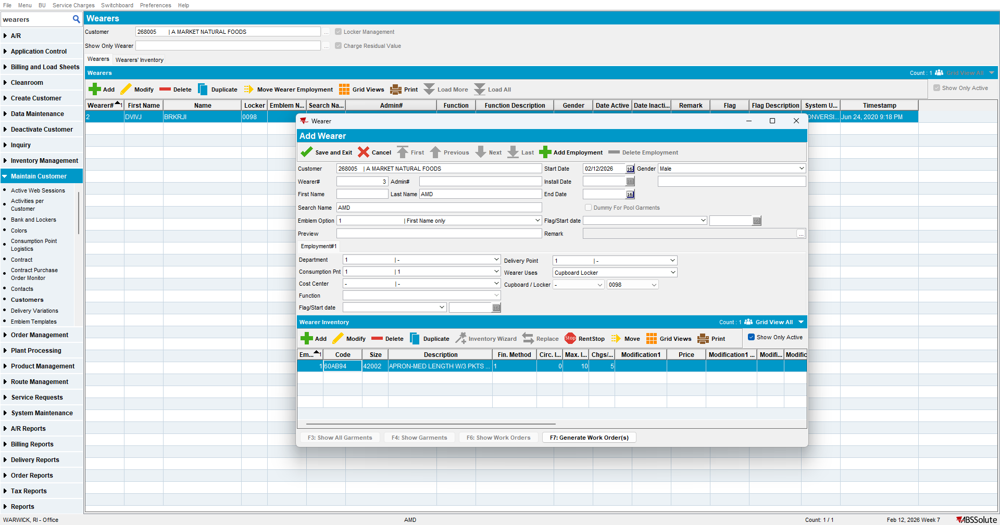 File Menu BU Service Charges Switchboard Preferences Help
wearers
Wearers
Customer 268005 | A MARKET NATURAL FOODS ... Locker Management
Show Only Wearer ... Charge Residual Value
Wearers Wearers' Inventory
Wearers Count : 1 Grid View All
Add Modify Delete Duplicate Move Wearer Employment Grid Views Print Load More Load All Show Only Active
Wearer# 1 First Name Name Locker Emblem N... Search Na... Admin# Function Function Description Gender Date Active Date Inacti... Remark Flag Flag Description System U... Timestamp
2 DVIVJ BRKRJI 0098 ONVERSI... Jun 24, 2020 9:18 PM
A/R
Application Control
Billing and Load Sheets
Cleanroom
Create Customer
Data Maintenance
Deactivate Customer
Inquiry
Inventory Management
Maintain Customer
Active Web Sessions
Activities per
Customer
Bank and Lockers
Colors
Consumption Point
Logistics
Contract
Contract Purchase
Order Monitor
Contacts
Customers
Delivery Variations
Emblem Templates
Order Management
Plant Processing
Product Management
Route Management
Service Requests
System Maintenance
A/R Reports
Billing Reports
Delivery Reports
Order Reports
Tax Reports
Reports
Wearer
Add Wearer
Save and Exit Cancel First Previous Next Last Add Employment Delete Employment
Customer 268005 | A MARKET NATURAL FOODS Start Date 02/12/2026 16 Gender Male
Wearer# 3 Admin# Install Date 16
First Name Last Name AMD End Date 16
Search Name AMD Dummy For Pool Garments
Emblem Option 1 | First Name only Flag/Start date 16
Preview Remark ...
Employment#1
Department 1 | - Delivery Point 1 | -
Consumption Pnt 1 | 1 Wearer Uses Cupboard Locker
Cost Center - | - Cupboard / Locker - 0098
Function
Flag/Start date 16
Wearer Inventory Count : 1 Grid View All
Add Modify Delete Duplicate Inventory Wizard Replace Stop RentStop Move Grid Views Print Show Only Active
Em... 1 Code Size Description Fin. Method Circ. I... Max. I... Chgs/... Modification1 Price Modification1 ... Modifi... Modific
1 60AB94 42002 APRON-MED LENGTH W/3 PKTS ... 1 0 10 5
F3: Show All Garments F4: Show Garments F6: Show Work Orders F7: Generate Work Order(s)
WARWICK, RI - Office AMD Count: 1 / 1 Feb 12, 2026 Week 7 ABSSolute